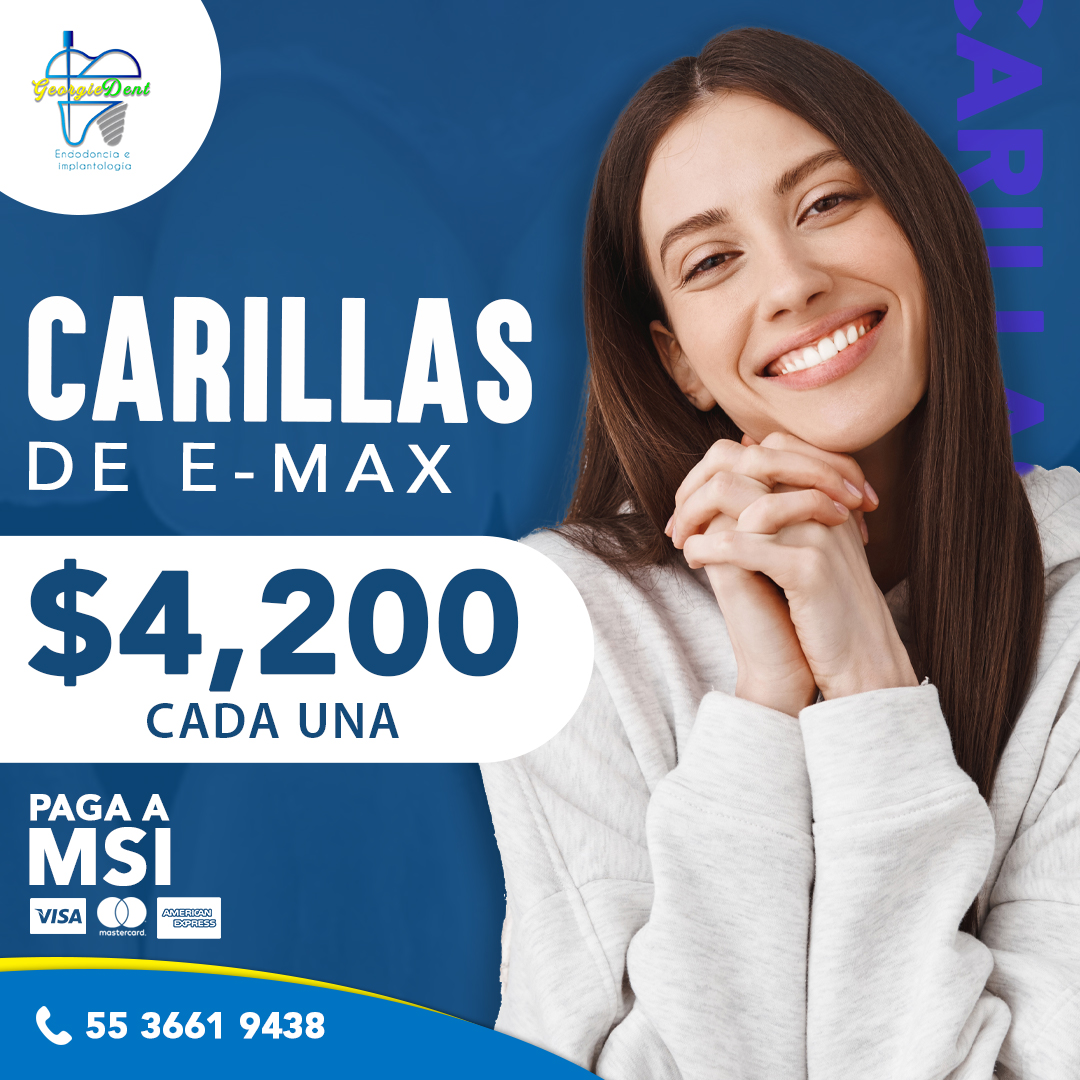 GeorgieDent
Endodoncia e
implantología
CARILLAS
CARILLAS
DE E-MAX
$4,200
CADA UNA
PAGA A
MSI
VISA
mastercard.
AMERICAN
EXPRESS
55 3661 9438